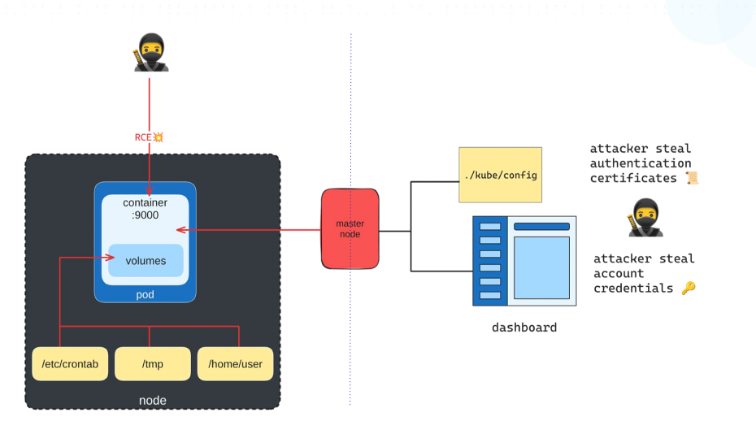 RCE
container
:9000
volumes
pod
/etc/crontab
/tmp
/home/user
node
master
node
./kube/config
dashboard
attacker steal
authentication
certificates
attacker steal
account
credentials